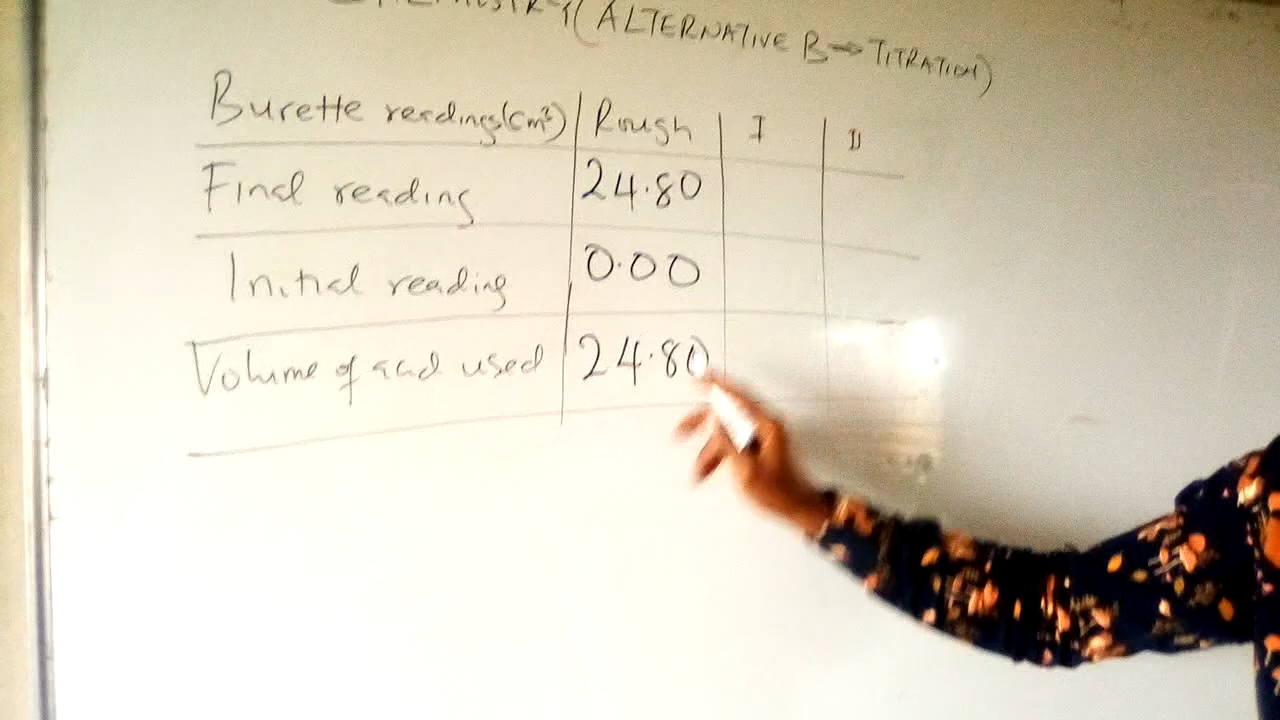 CHEMISTRY (ALTERNATIVE B → TITRATION)
Burette readings(cm³) Rough I II
Final reading 24.80
Initial reading 0.00
Volume of acid used 24.80